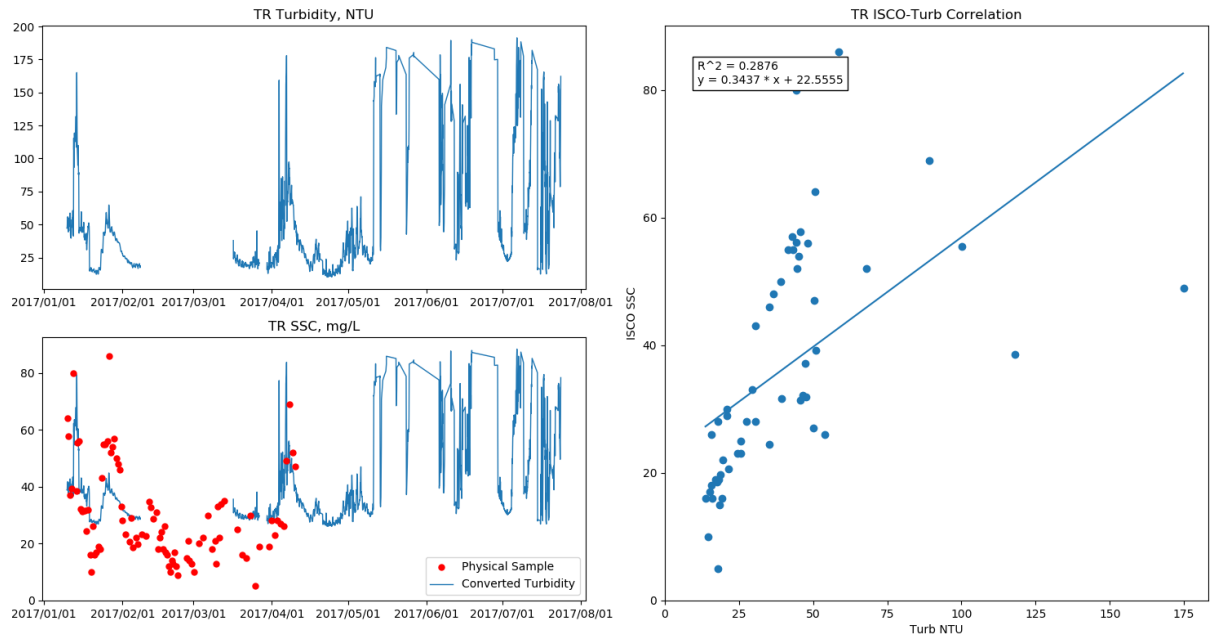 TR Turbidity, NTU
200
175
150
125
100
75
50
25
2017/01/01 2017/02/01 2017/03/01 2017/04/01 2017/05/01 2017/06/01 2017/07/01 2017/08/01
TR SSC, mg/L
80
60
40
20
0
Physical Sample
Converted Turbidity
2017/01/01 2017/02/01 2017/03/01 2017/04/01 2017/05/01 2017/06/01 2017/07/01 2017/08/01
TR ISCO-Turb Correlation
R^2 = 0.2876
y = 0.3437 * x + 22.5555
ISCO SSC
80
60
40
20
0
0 25 50 75 100 125 150 175
Turb NTU